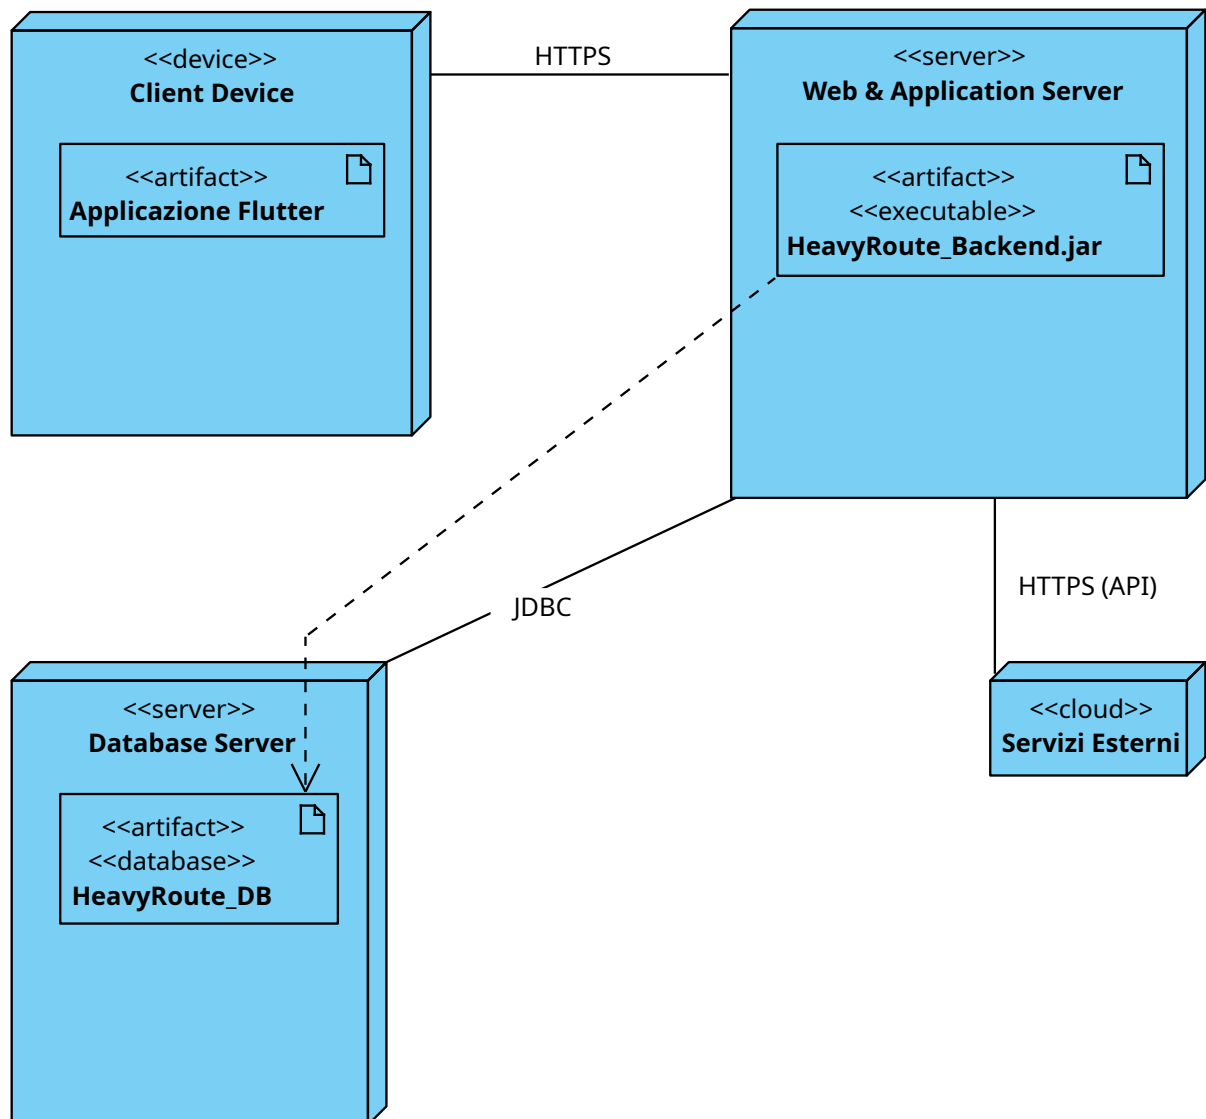 <<device>>
Client Device
<<artifact>>
Applicazione Flutter
HTTPS
<<server>>
Web & Application Server
<<artifact>>
<<executable>>
HeavyRoute_Backend.jar
JDBC
HTTPS (API)
<<server>>
Database Server
<<artifact>>
<<database>>
HeavyRoute_DB
<<cloud>>
Servizi Esterni